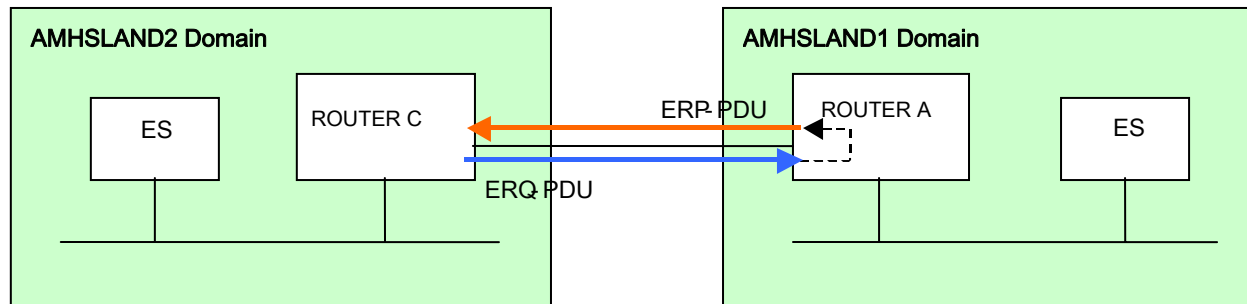 AMHSLAND2 Domain
AMHSLAND1 Domain
ES
ROUTER C
ERP-PDU
ROUTER A
ES
ERQ-PDU